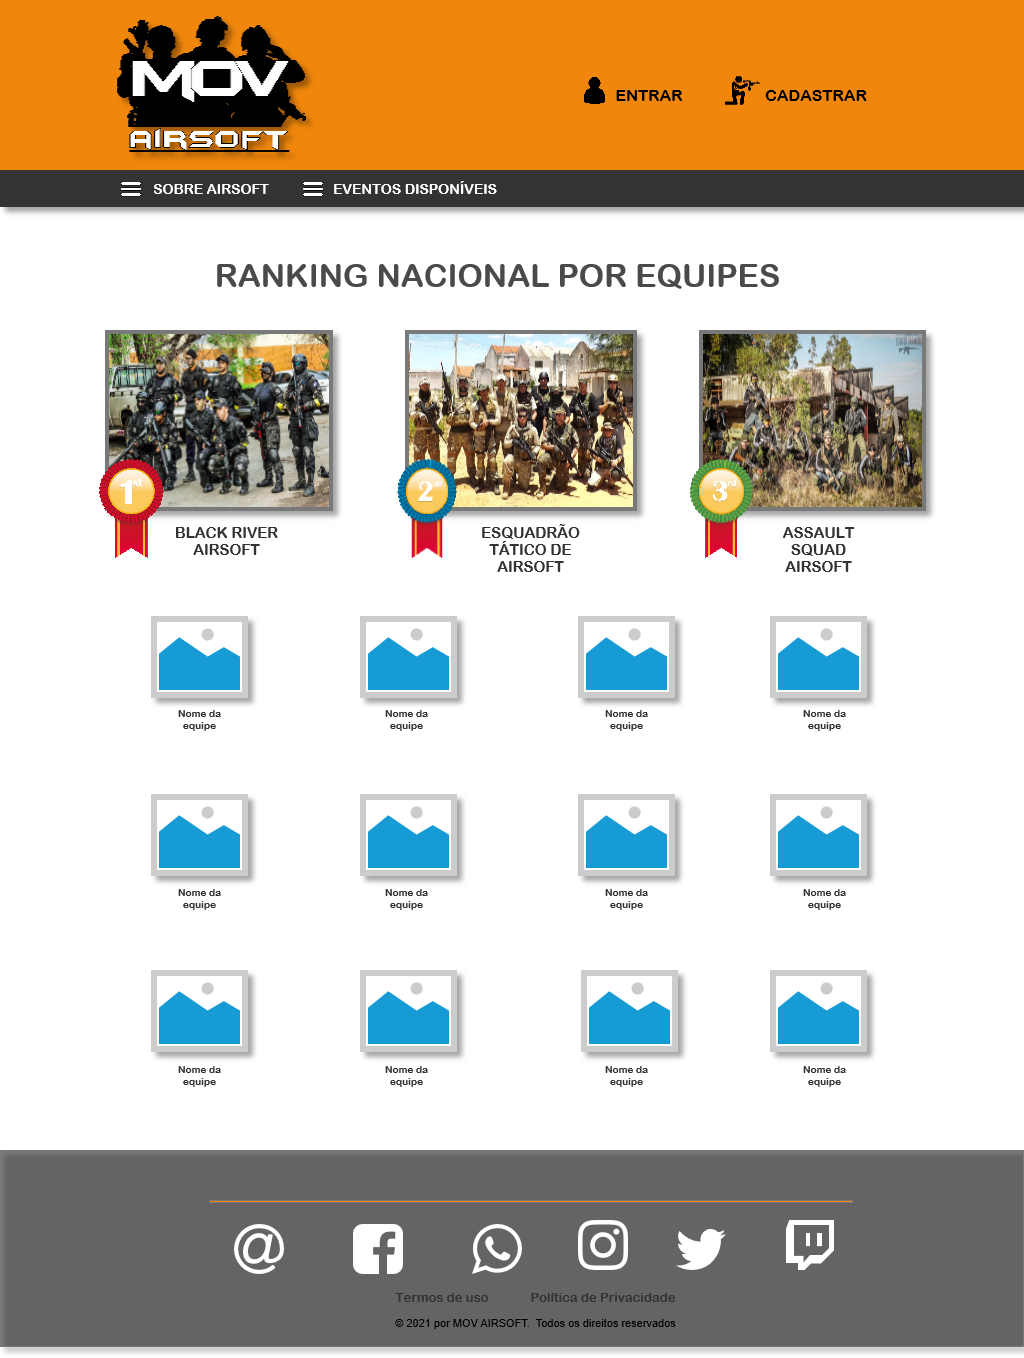 MOV
AIRSOFT
ENTRAR
CADASTRAR
SOBRE AIRSOFT
EVENTOS DISPONÍVEIS
RANKING NACIONAL POR EQUIPES
1st
2
3rd
BLACK RIVER
AIRSOFT
ESQUADRÃO
TÁTICO DE
AIRSOFT
ASSAULT
SQUAD
AIRSOFT
Nome da
equipe
Nome da
equipe
Nome da
equipe
Nome da
equipe
Nome da
equipe
Nome da
equipe
Nome da
equipe
Nome da
equipe
Nome da
equipe
Nome da
equipe
Nome da
equipe
Nome da
equipe
Termos de uso
Política de Privacidade
© 2021 por MOV AIRSOFT. Todos os direitos reservados